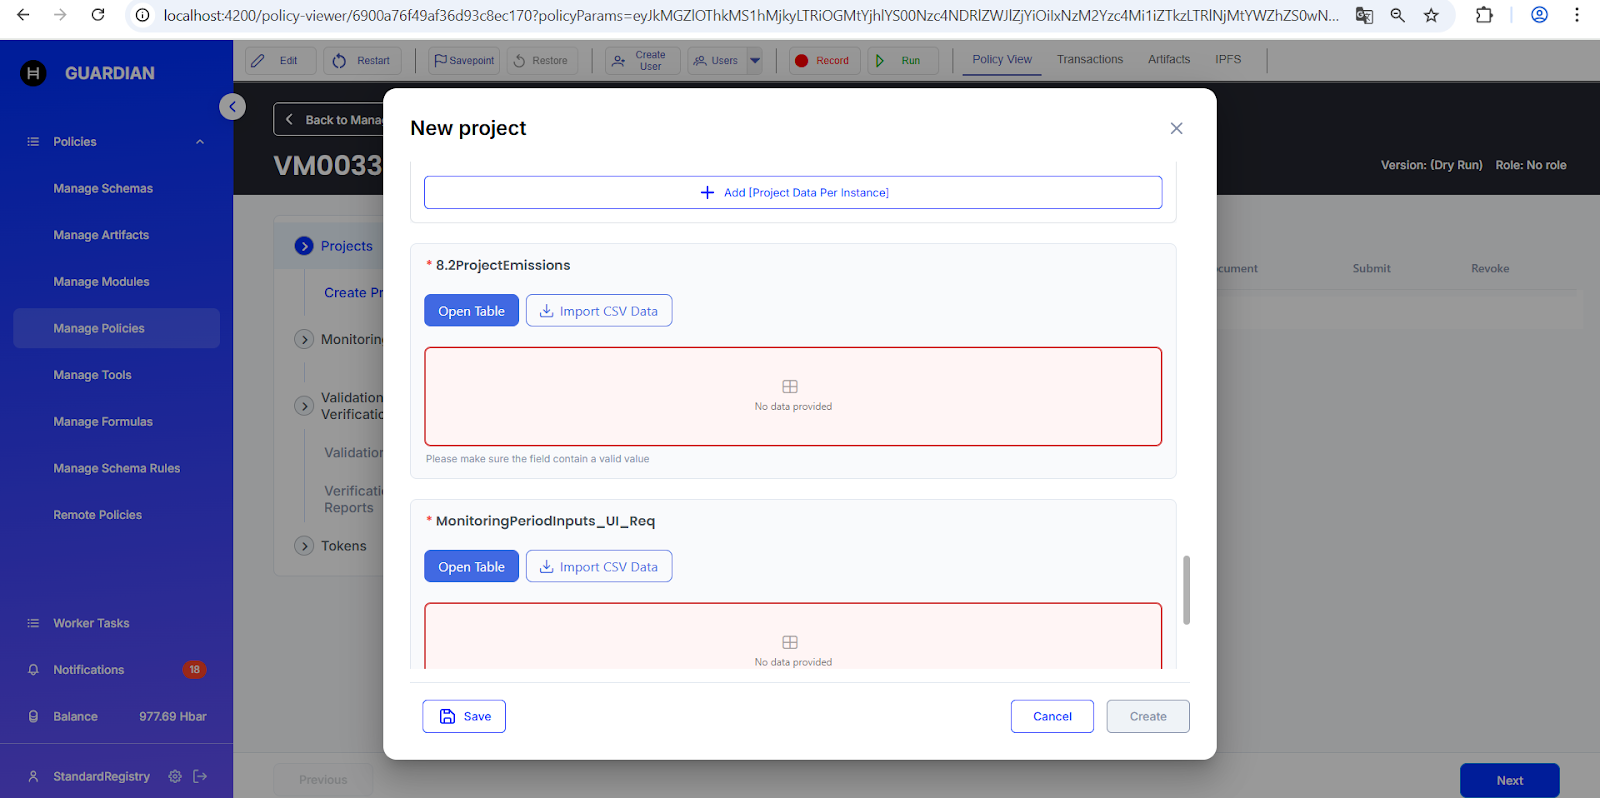 localhost:4200/policy-viewer/6900a76f49af36d93c8ec170?policyParams=eyJkMGZlOThkMS1hMjkyLTRiOGMtYjhlYS00Nzc4NDRlZWJlZjYiOiIxNzM2Yzc4Mi1iZTkzLTRlNjMtYWZhZS0wN...
GUARDIAN
Edit
Restart
Savepoint
Restore
Create
User
Users
Record
Run
Policy View
Transactions
Artifacts
IPFS
Back to Mana
VM0033
Version: (Dry Run) Role: No role
Policies
Manage Schemas
Manage Artifacts
Manage Modules
Manage Policies
Manage Tools
Manage Formulas
Manage Schema Rules
Remote Policies
Worker Tasks
Notifications 18
Balance 977.69 Hbar
StandardRegistry
Projects
Create Pr
Monitorin
Validation
Verificatio
Validation
Verificati
Reports
Tokens
cument
Submit
Revoke
New project
Add [Project Data Per Instance]
* 8.2ProjectEmissions
Open Table
Import CSV Data
No data provided
Please make sure the field contain a valid value
* MonitoringPeriodInputs_UI_Req
Open Table
Import CSV Data
No data provided
Save
Cancel
Create
Previous
Next